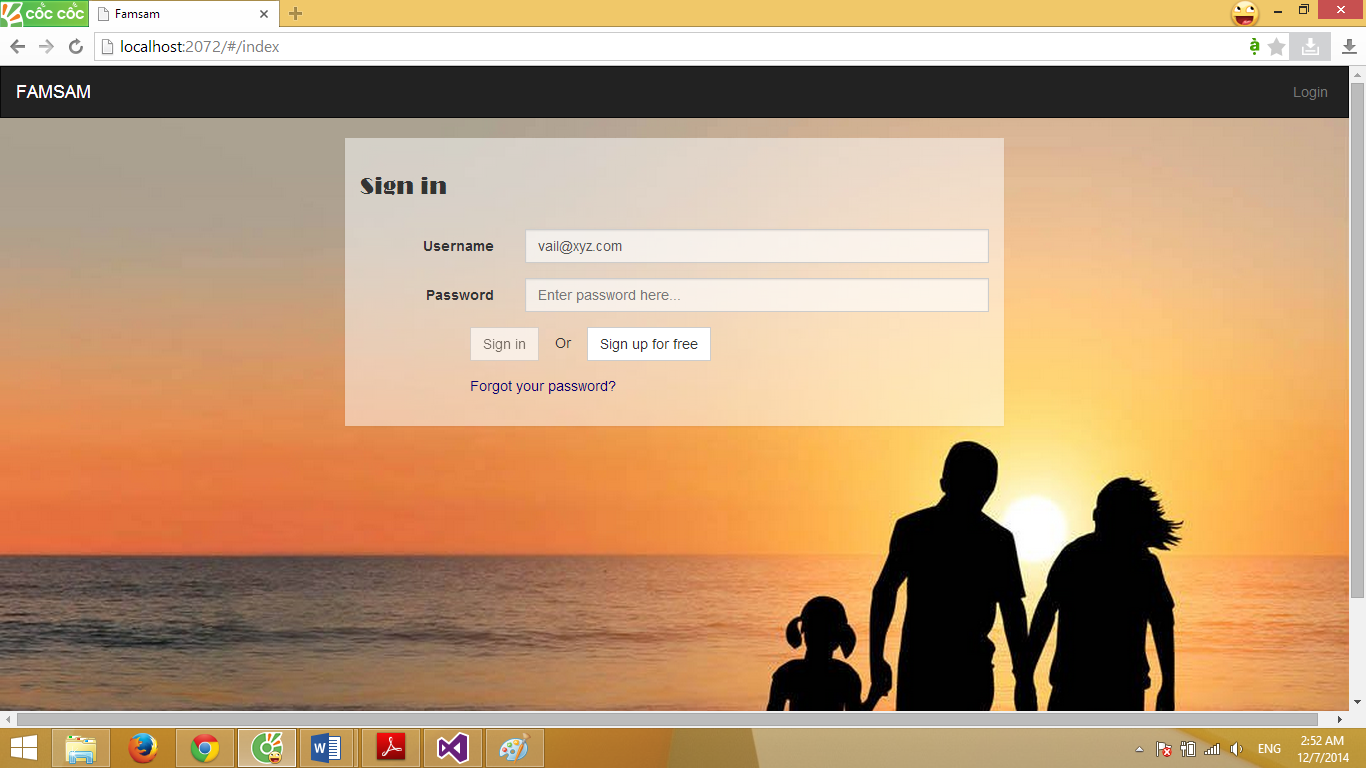 cốc cốc
Famsam
localhost:2072/#/index
FAMSAM
Login
Sign in
Username
vail@xyz.com
Password
Enter password here...
Sign in Or Sign up for free
Forgot your password?
ENG
2:52 AM
12/7/2014